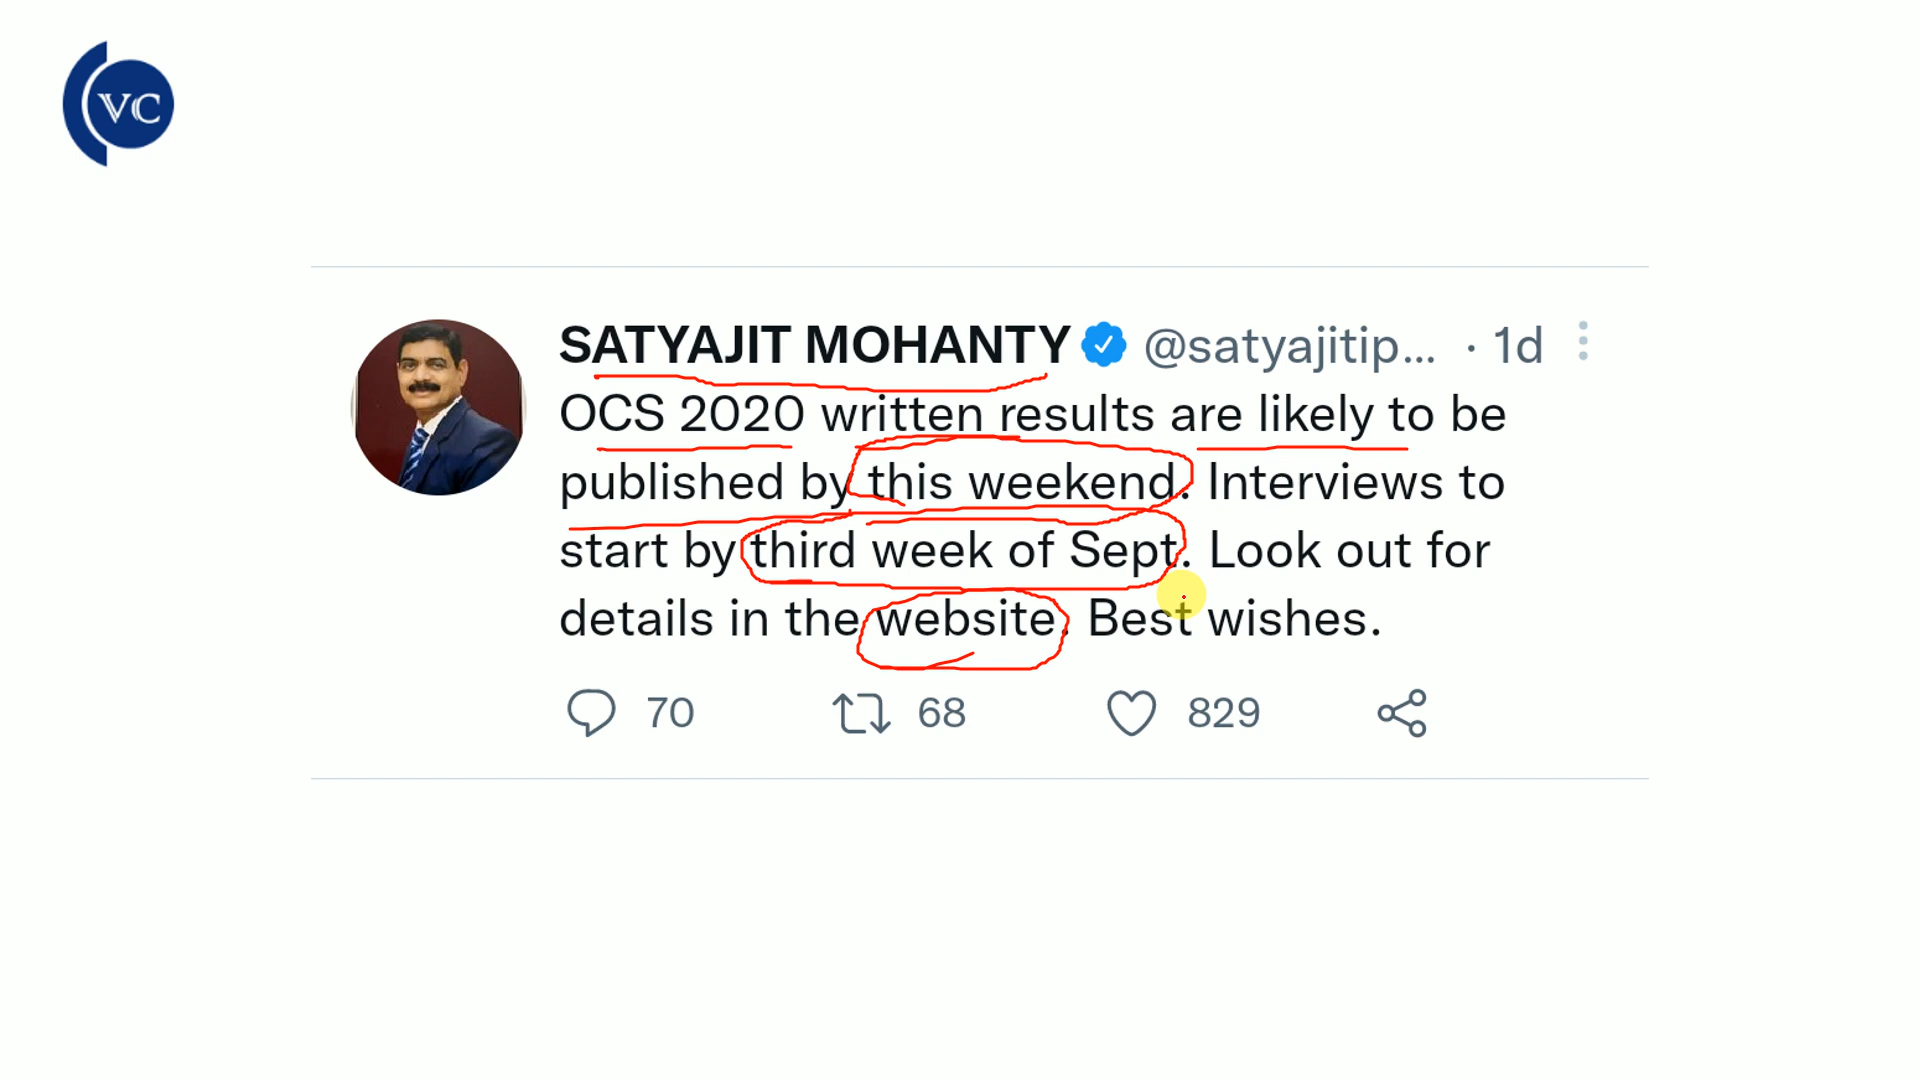 VC
SATYAJIT MOHANTY @satyajitip... · 1d
OCS 2020 written results are likely to be
published by this weekend. Interviews to
start by third week of Sept. Look out for
details in the website. Best wishes.
70 68 829